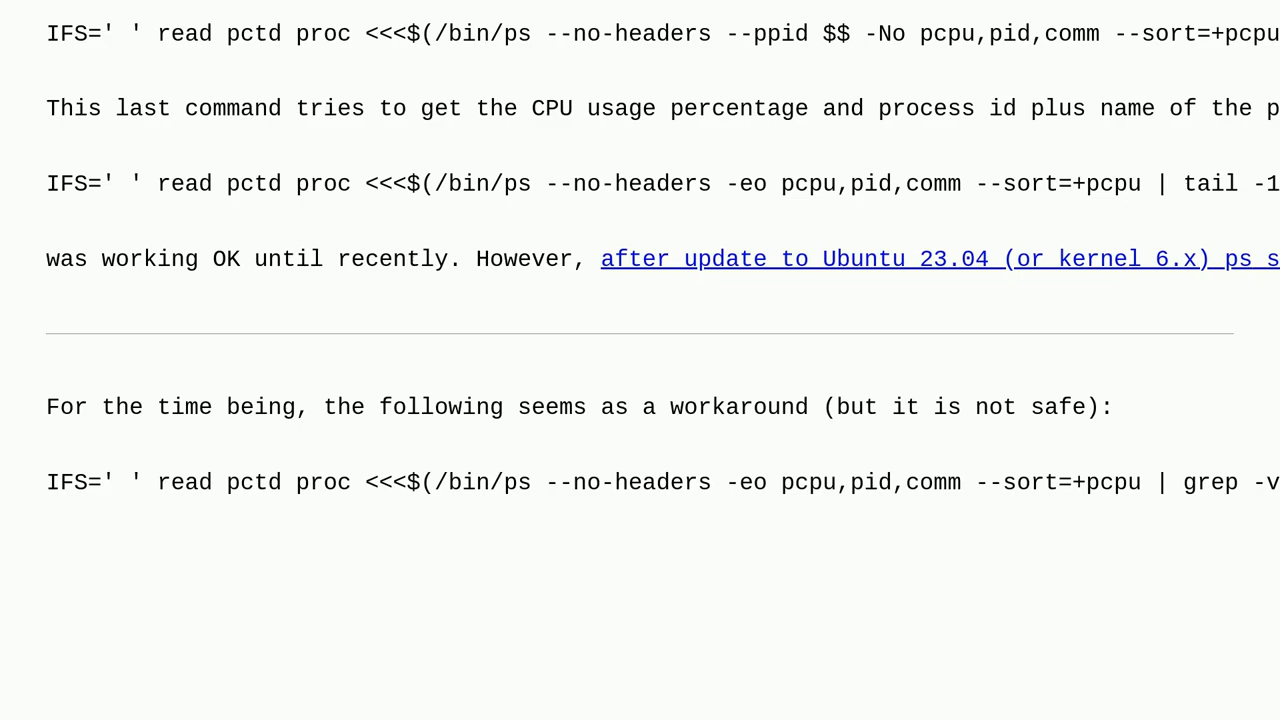 IFS=' ' read pctd proc <<<$(/bin/ps --no-headers --ppid $$ -No pcpu,pid,comm --sort=+pcpu
This last command tries to get the CPU usage percentage and process id plus name of the p
IFS=' ' read pctd proc <<<$(/bin/ps --no-headers -eo pcpu,pid,comm --sort=+pcpu | tail -1
was working OK until recently. However, after update to Ubuntu 23.04 (or kernel 6.x) ps s
For the time being, the following seems as a workaround (but it is not safe):
IFS=' ' read pctd proc <<<$(/bin/ps --no-headers -eo pcpu,pid,comm --sort=+pcpu | grep -v